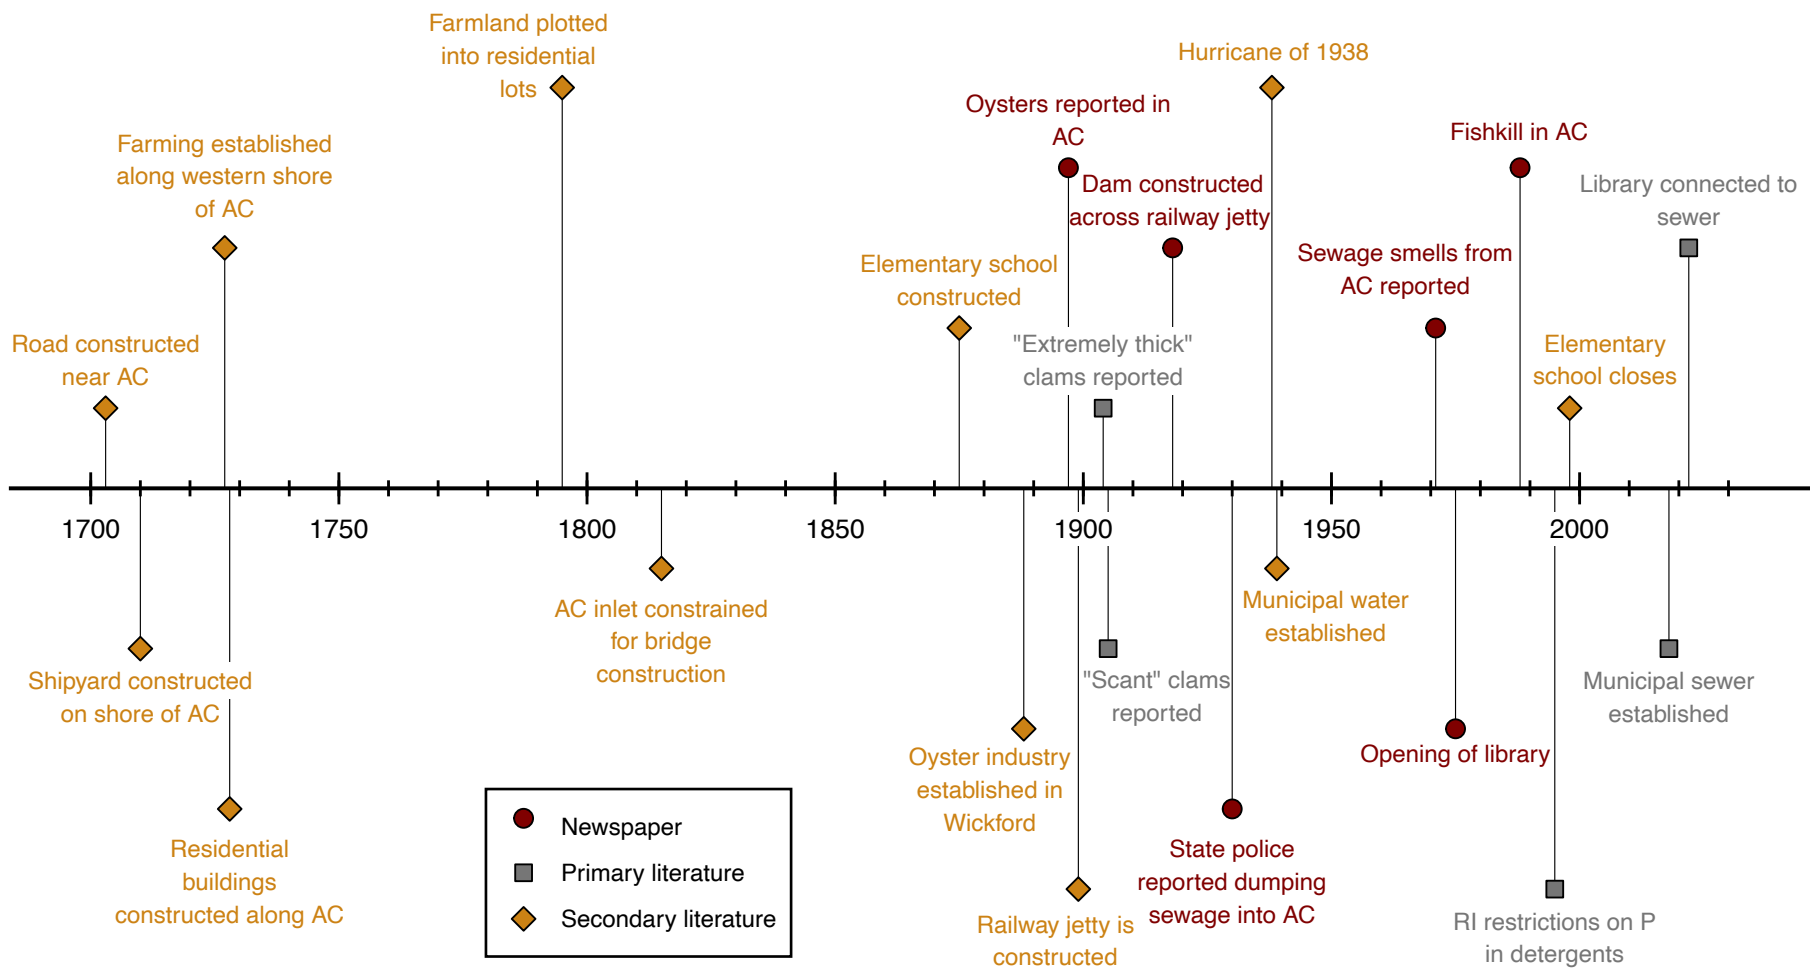 Farmland plotted
into residential
lots
Hurricane of 1938
Oysters reported in
AC
Fishkill in AC
Farming established
along western shore
of AC
Dam constructed
across railway jetty
Library connected to
sewer
Elementary school
constructed
Sewage smells from
AC reported
Road constructed
near AC
"Extremely thick"
clams reported
Elementary
school closes
1700
1750
1800
1850
1900
1950
2000
AC inlet constrained
for bridge
construction
Municipal water
established
Shipyard constructed
on shore of AC
"Scant" clams
reported
Municipal sewer
established
Oyster industry
established in
Wickford
Opening of library
Residential
buildings
constructed along AC
State police
reported dumping
sewage into AC
Railway jetty is
constructed
RI restrictions on P
in detergents
Newspaper
Primary literature
Secondary literature